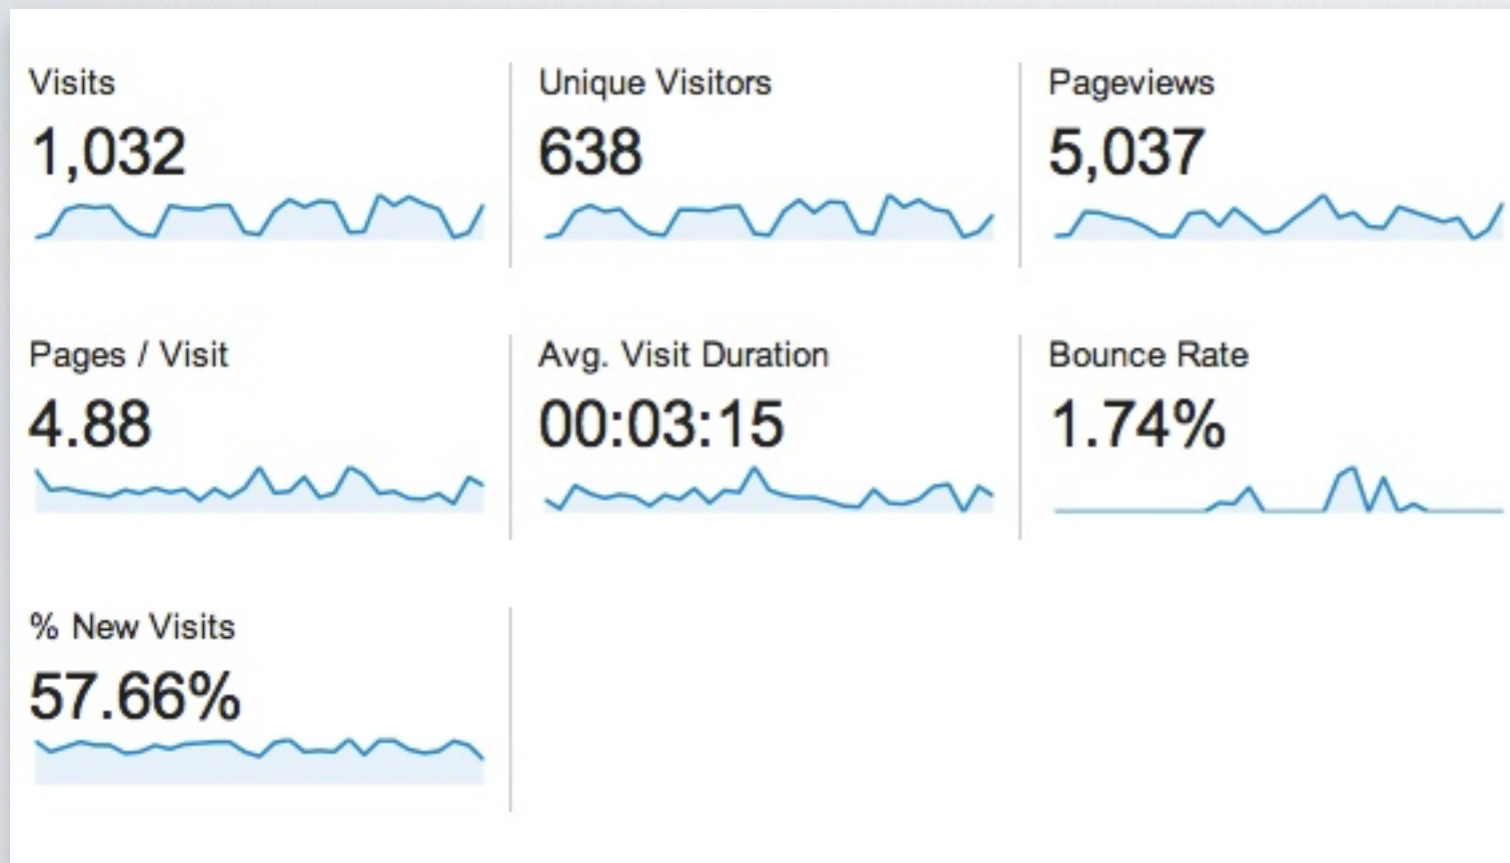 Visits
1,032
Unique Visitors
638
Pageviews
5,037
Pages / Visit
4.88
Avg. Visit Duration
00:03:15
Bounce Rate
1.74%
% New Visits
57.66%